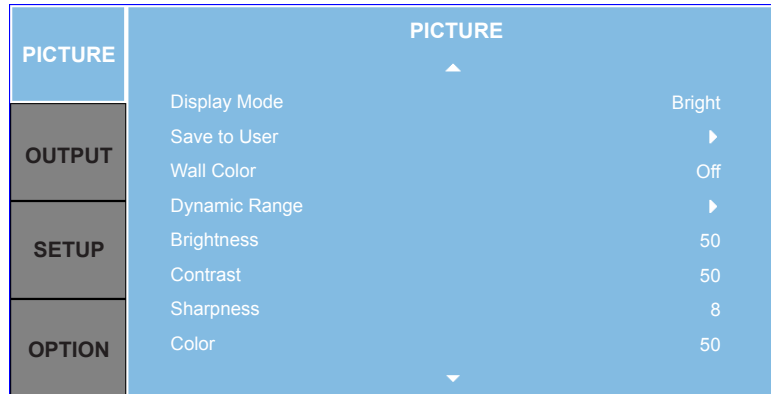 PICTURE
OUTPUT
SETUP
OPTION
PICTURE
Display Mode Bright
Save to User
Wall Color Off
Dynamic Range
Brightness 50
Contrast 50
Sharpness 8
Color 50